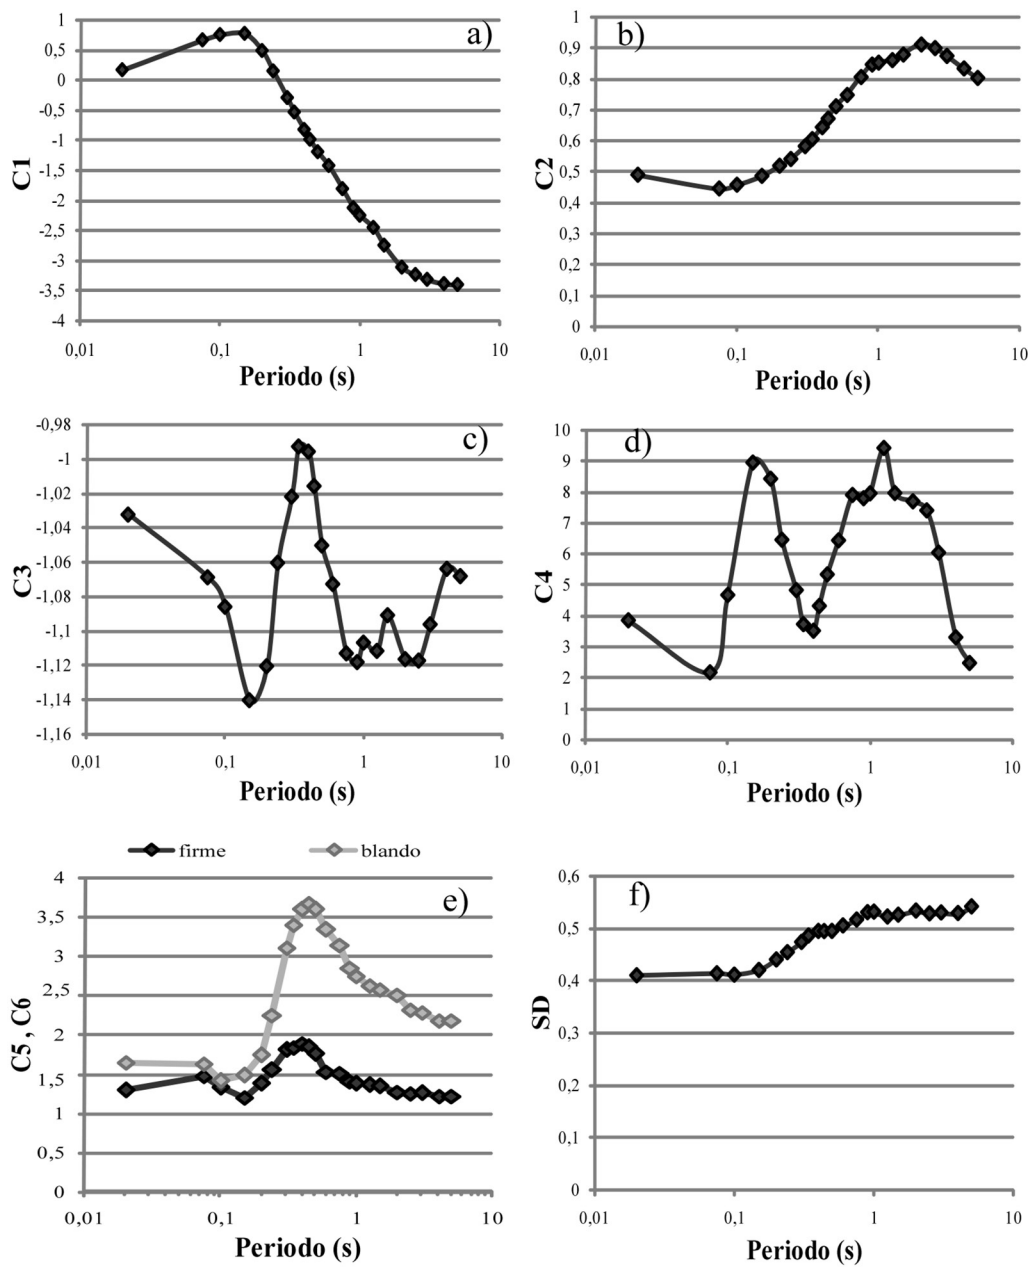 a)
1
0,5
0
-0,5
-1
-1,5
-2
-2,5
-3
-3,5
-4
C1
0,01 0,1 1 10
Periodo (s)
b)
1
0,9
0,8
0,7
0,6
0,5
0,4
0,3
0,2
0,1
0
C2
0,01 0,1 1 10
Periodo (s)
c)
-0,98
-1
-1,02
-1,04
-1,06
-1,08
-1,1
-1,12
-1,14
-1,16
C3
0,01 0,1 1 10
Periodo (s)
d)
10
9
8
7
6
5
4
3
2
1
0
C4
0,01 0,1 1 10
Periodo (s)
firme blando
e)
4
3,5
3
2,5
2
1,5
1
0,5
0
C5 , C6
0,01 0,1 1 10
Periodo (s)
f)
0,6
0,5
0,4
0,3
0,2
0,1
0
SD
0,01 0,1 1 10
Periodo (s)